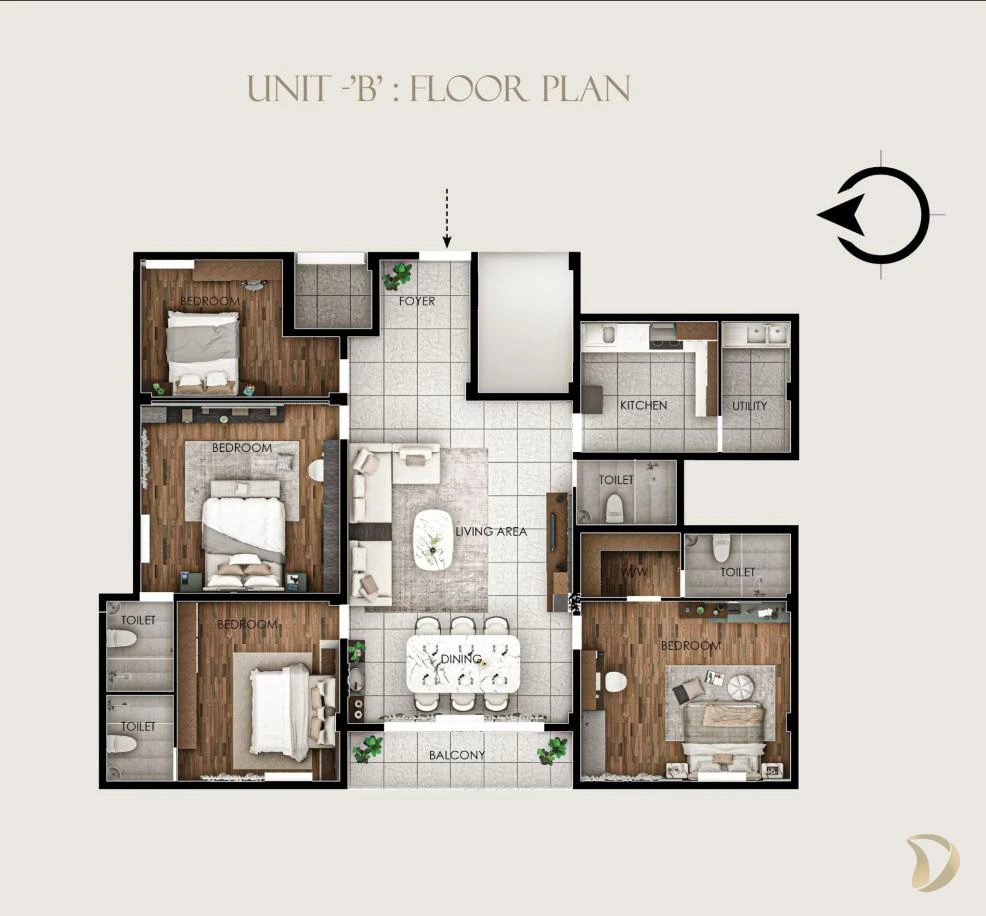 UNIT -'B' : FLOOR PLAN
BEDROOM
FOYER
KITCHEN
UTILITY
BEDROOM
TOILET
LIVING AREA
W/W
TOILET
TOILET
BEDROOM
BEDROOM
DINING
TOILET
BALCONY